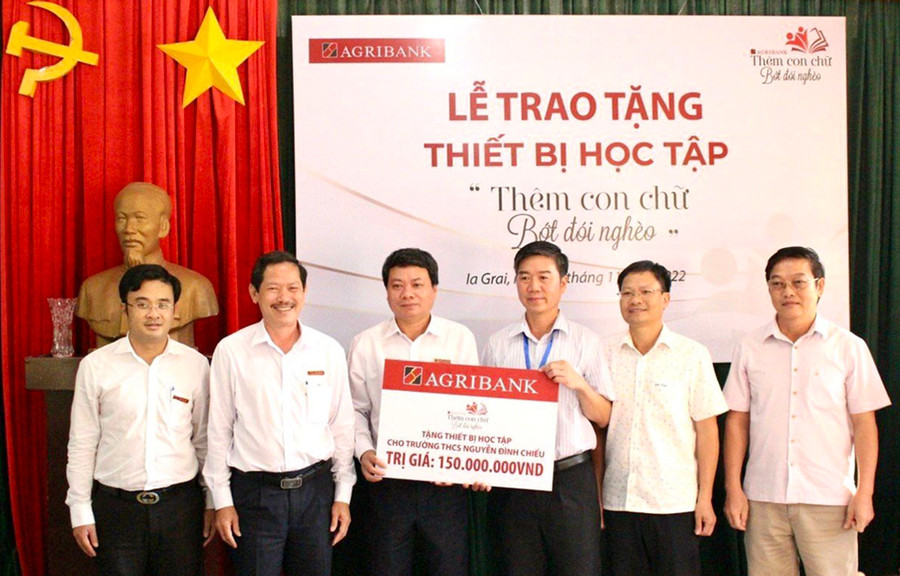 AGRIBANK
AGRIBANK
Thêm con chữ
Bớt đói nghèo
LỄ TRAO TẶNG
THIẾT BỊ HỌC TẬP
“ Thêm con chữ
Bớt đói nghèo ”
Ia Grai, 2022
AGRIBANK
Thêm con chữ
Bớt đói nghèo
TẶNG THIẾT BỊ HỌC TẬP
CHO TRƯỜNG THCS NGUYỄN ĐÌNH CHIỂU
TRỊ GIÁ: 150.000.000VND